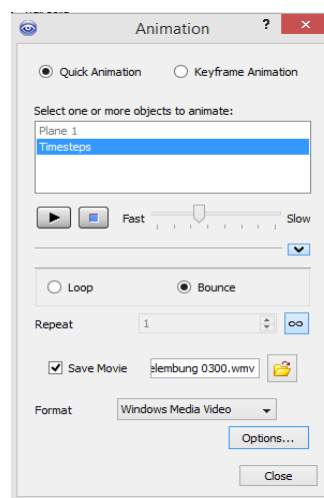 Animation ?
Quick Animation Keyframe Animation
Select one or more objects to animate:
Plane 1
Timesteps
Fast Slow
Loop Bounce
Repeat 1
Save Movie elembung 0300.wmv
Format Windows Media Video
Options...
Close